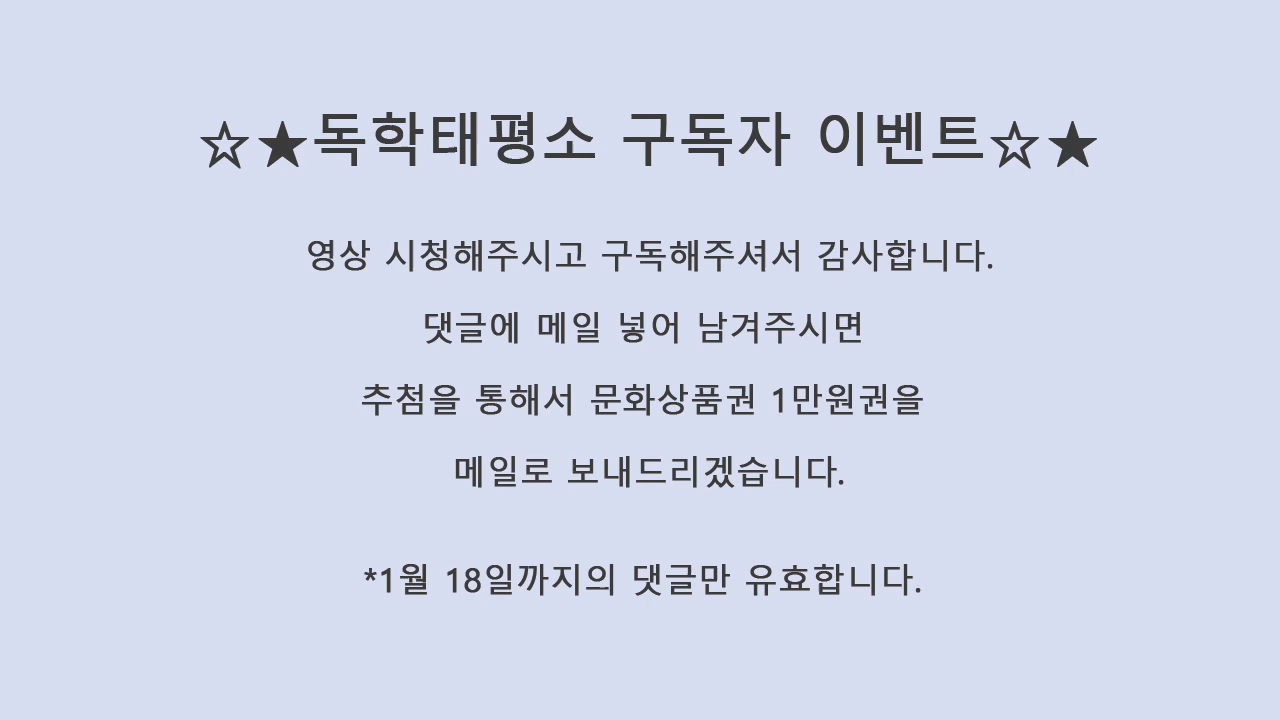 ☆★독학태평소 구독자 이벤트☆★
영상 시청해주시고 구독해주셔서 감사합니다.
댓글에 메일 넣어 남겨주시면
추첨을 통해서 문화상품권 1만원권을
메일로 보내드리겠습니다.
*1월 18일까지의 댓글만 유효합니다.